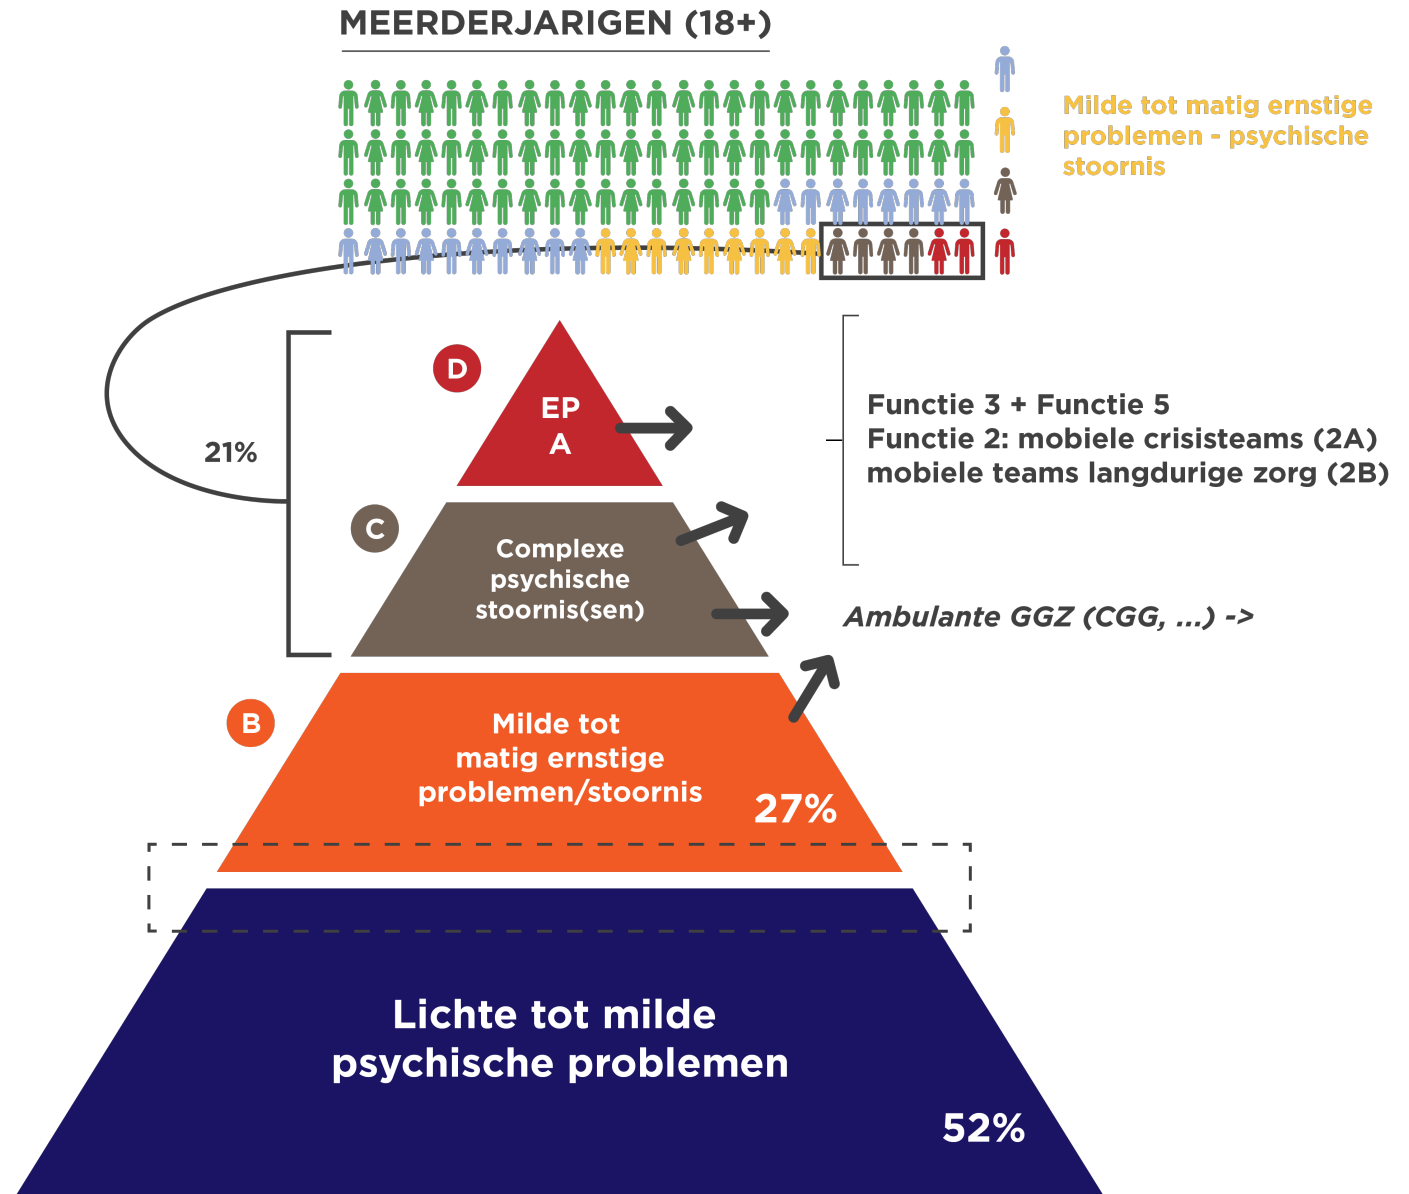 MEERDERJARIGEN (18+)
Milde tot matig ernstige
problemen - psychische
stoornis
D
EP
A
Functie 3 + Functie 5
Functie 2: mobiele crisisteams (2A)
mobiele teams langdurige zorg (2B)
21%
C
Complexe
psychische
stoornis(sen)
Ambulante GGZ (CGG, ...) ->
B
Milde tot
matig ernstige
problemen/stoornis
27%
Lichte tot milde
psychische problemen
52%